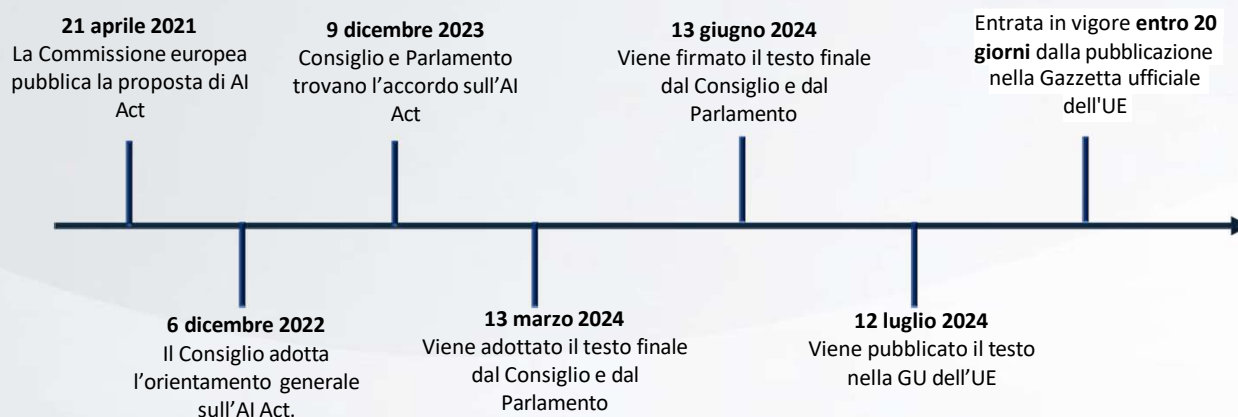 21 aprile 2021
La Commissione europea
pubblica la proposta di AI
Act
9 dicembre 2023
Consiglio e Parlamento
trovano l'accordo sull'AI
Act
13 giugno 2024
Viene firmato il testo finale
dal Consiglio e dal
Parlamento
Entrata in vigore entro 20
giorni dalla pubblicazione
nella Gazzetta ufficiale
dell'UE
6 dicembre 2022
Il Consiglio adotta
l'orientamento generale
sull'AI Act.
13 marzo 2024
Viene adottato il testo finale
dal Consiglio e dal
Parlamento
12 luglio 2024
Viene pubblicato il testo
nella GU dell'UE